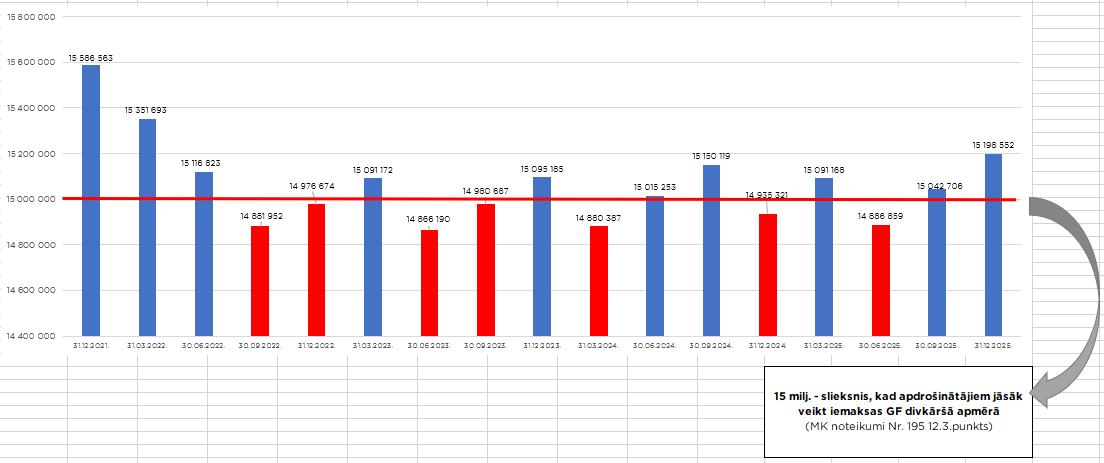 15 800 000
15 600 000
15 400 000
15 200 000
15 000 000
14 800 000
14 600 000
14 400 000
15 586 563
15 351 693
15 116 823
14 881 952
14 976 674
15 091 172
14 866 190
14 980 687
15 095 185
14 880 387
15 015 253
15 150 119
14 935 321
15 091 168
14 886 859
15 042 706
15 198 552
31.12.2021.
31.03.2022.
30.06.2022.
30.09.2022.
31.12.2022.
31.03.2023.
30.06.2023.
30.09.2023.
31.12.2023.
31.03.2024.
30.06.2024.
30.09.2024.
31.12.2024.
31.03.2025.
30.06.2025.
30.09.2025.
31.12.2025.
15 milj. - slieksnis, kad apdrošinātājiem jāsāk
veikt iemaksas GF divkāršā apmērā
(MK noteikumi Nr. 195 12.3.punkts)